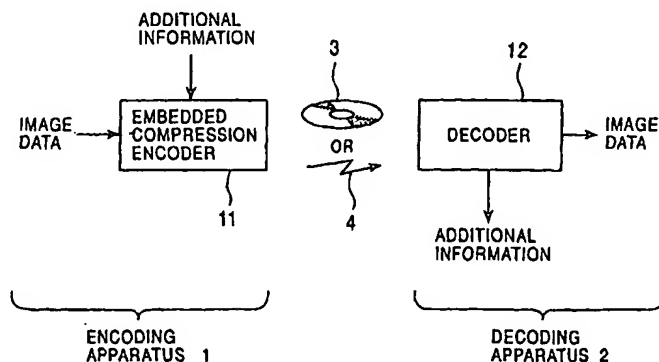 ADDITIONAL
INFORMATION
3
12
IMAGE
DATA
EMBEDDED
COMPRESSION
ENCODER
OR
DECODER
IMAGE
DATA
11
4
ADDITIONAL
INFORMATION
ENCODING
APPARATUS 1
DECODING
APPARATUS 2